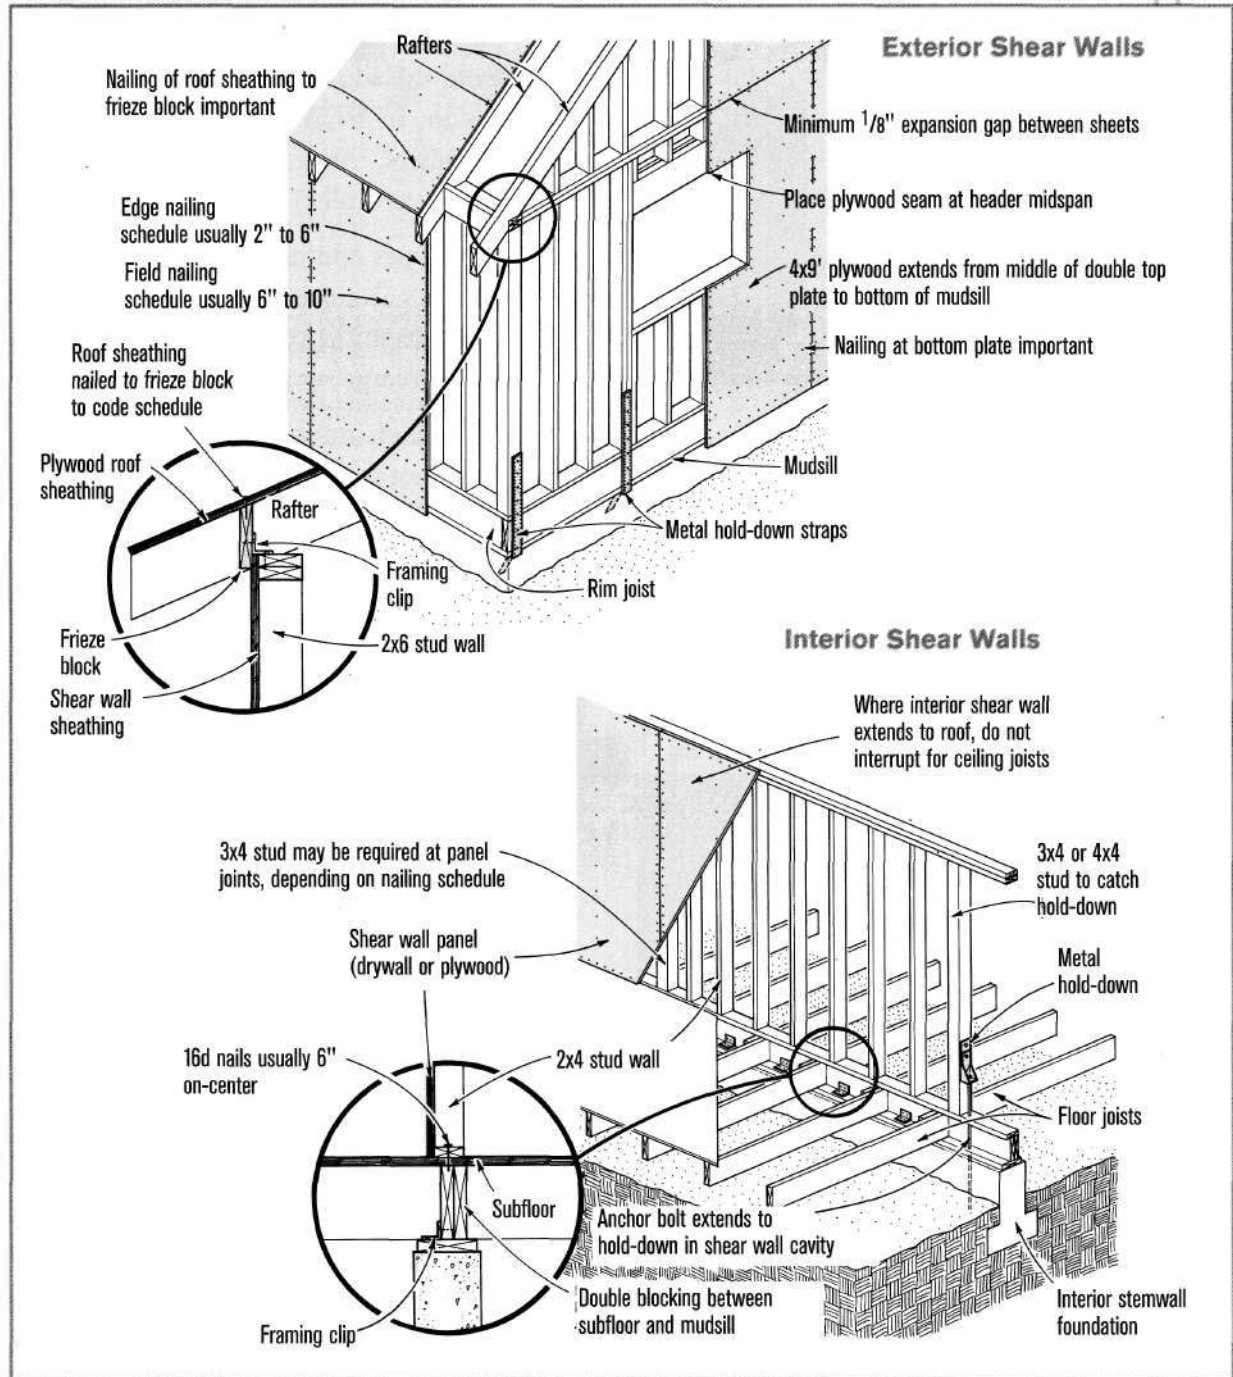 Exterior Shear Walls
Rafters
Nailing of roof sheathing to
frieze block important
Minimum 1/8" expansion gap between sheets
Place plywood seam at header midspan
Edge nailing
schedule usually 2" to 6"
Field nailing
schedule usually 6" to 10"
4x9' plywood extends from middle of double top
plate to bottom of mudsill
Nailing at bottom plate important
Roof sheathing
nailed to frieze block
to code schedule
Plywood roof
sheathing
Rafter
Mudsill
Metal hold-down straps
Framing
clip
Rim joist
Frieze
block
2x6 stud wall
Shear wall
sheathing
Interior Shear Walls
Where interior shear wall
extends to roof, do not
interrupt for ceiling joists
3x4 stud may be required at panel
joints, depending on nailing schedule
3x4 or 4x4
stud to catch
hold-down
Shear wall panel
(drywall or plywood)
Metal
hold-down
16d nails usually 6"
on-center
2x4 stud wall
Floor joists
Subfloor
Anchor bolt extends to
hold-down in shear wall cavity
Double blocking between
subfloor and mudsill
Framing clip
Interior stemwall
foundation